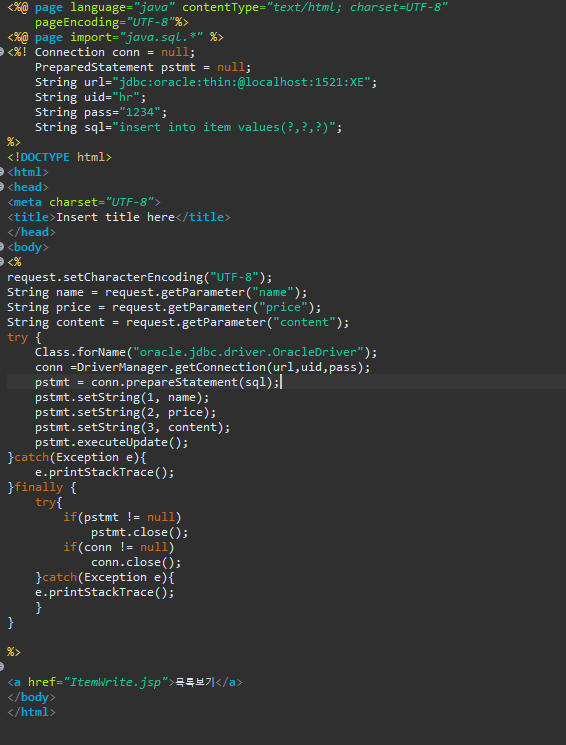 <%@ page language="java" contentType="text/html; charset=UTF-8"
    pageEncoding="UTF-8"%>
<%@ page import="java.sql.*" %>
<%! Connection conn = null;
    PreparedStatement pstmt = null;
    String url="jdbc:oracle:thin:@localhost:1521:XE";
    String uid="hr";
    String pass="1234";
    String sql="insert into item values(?,?,?)";
%>
<!DOCTYPE html>
<html>
<head>
<meta charset="UTF-8">
<title>Insert title here</title>
</head>
<body>
<%
request.setCharacterEncoding("UTF-8");
String name = request.getParameter("name");
String price = request.getParameter("price");
String content = request.getParameter("content");
try {
    Class.forName("oracle.jdbc.driver.OracleDriver");
    conn =DriverManager.getConnection(url,uid,pass);
    pstmt = conn.prepareStatement(sql);
    pstmt.setString(1, name);
    pstmt.setString(2, price);
    pstmt.setString(3, content);
    pstmt.executeUpdate();
}catch(Exception e){
    e.printStackTrace();
}finally {
    try{
        if(pstmt != null)
            pstmt.close();
        if(conn != null)
            conn.close();
    }catch(Exception e){
    e.printStackTrace();
    }
}
%>
<a href="ItemWrite.jsp">목록보기</a>
</body>
</html>